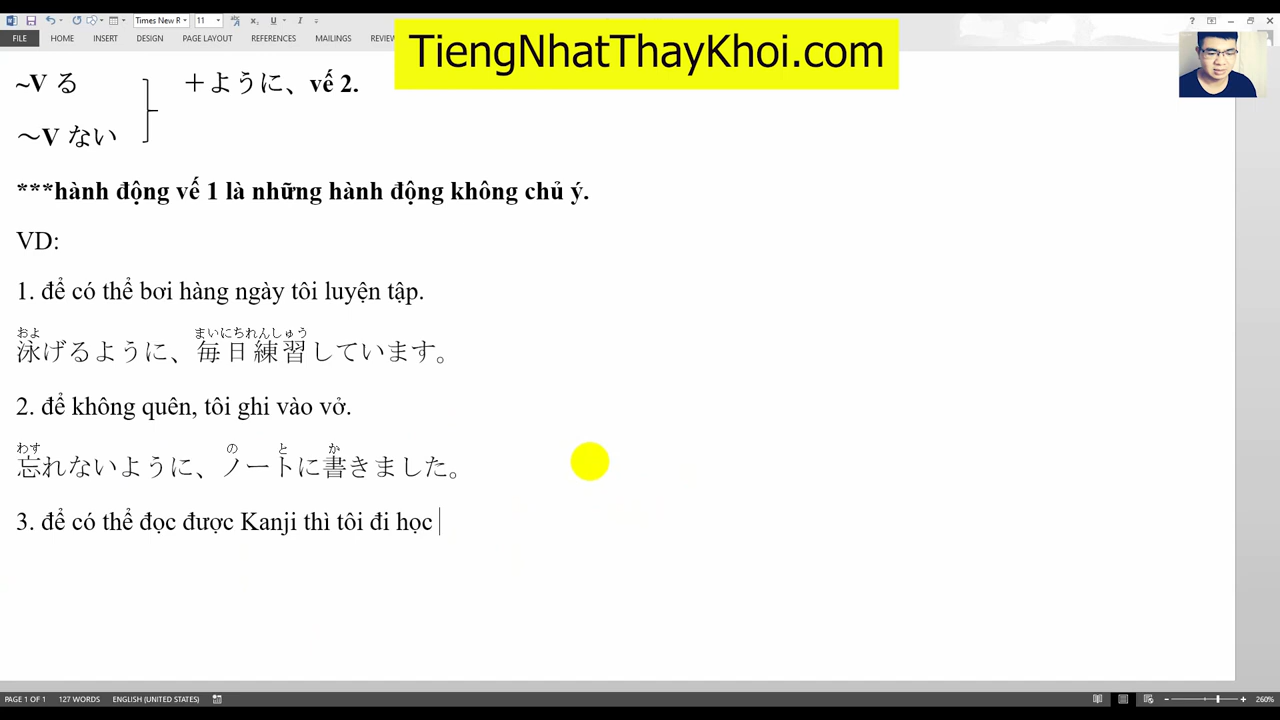 Times New R 11
FILE HOME INSERT DESIGN PAGE LAYOUT REFERENCES MAILINGS REVIE
TiengNhatThayKhoi.com
~V る
＋ように、vế 2.
～V ない
***hành động vế 1 là những hành động không chủ ý.
VD:
1. để có thể bơi hàng ngày tôi luyện tập.
およ まいにちれんしゅう
泳げるように、毎日練習しています。
2. để không quên, tôi ghi vào vở.
わす の と か
忘れないように、ノートに書きました。
3. để có thể đọc được Kanji thì tôi đi học
PAGE 1 OF 1 127 WORDS ENGLISH (UNITED STATES) 260%